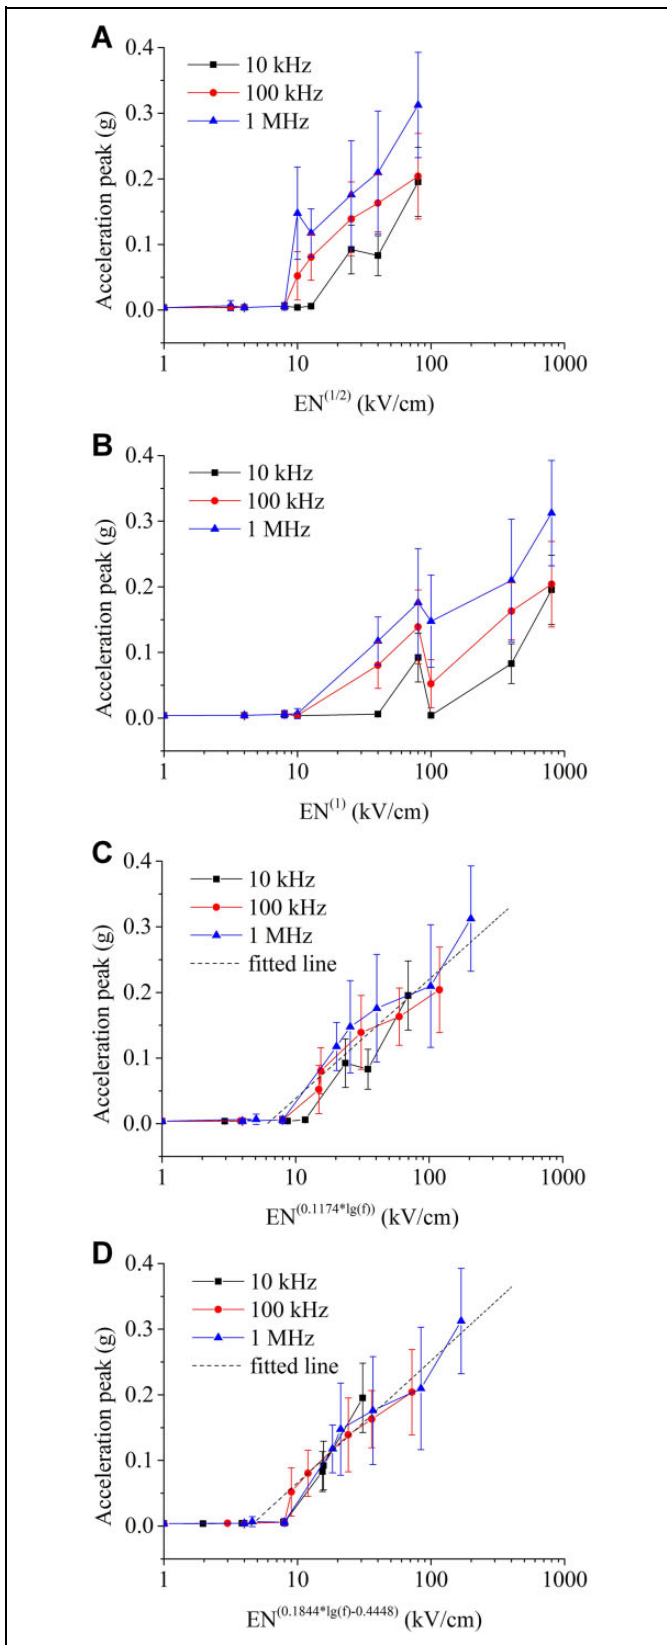 A
0.4
10 kHz
100 kHz
0.3
1 MHz
0.2
0.1
0.0
Acceleration peak (g)
1 10 100 1000
EN^(1/2) (kV/cm)
B
0.4
10 kHz
100 kHz
0.3
1 MHz
0.2
0.1
0.0
Acceleration peak (g)
1 10 100 1000
EN^(1) (kV/cm)
C
0.4
10 kHz
100 kHz
0.3
1 MHz
fitted line
0.2
0.1
0.0
Acceleration peak (g)
1 10 100 1000
EN^(0.1174*lg(f)) (kV/cm)
D
0.4
10 kHz
100 kHz
0.3
1 MHz
fitted line
0.2
0.1
0.0
Acceleration peak (g)
1 10 100 1000
EN^(0.1844*lg(f)-0.4448) (kV/cm)